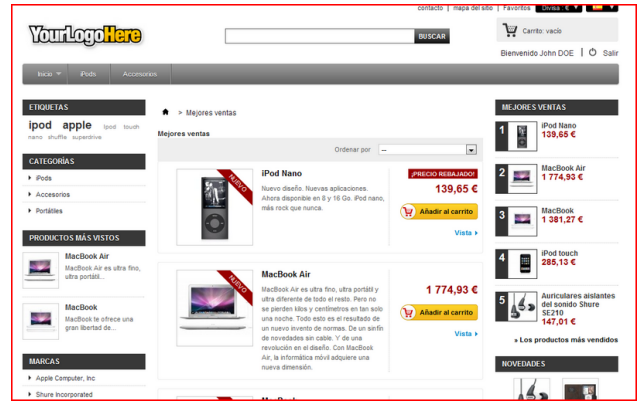 contacto | mapa del sitio | Favoritos Divisa : €
YourLogoHere
BUSCAR
Carrito: vacío
Bienvenido John DOE | Salir
Inicio iPods Accesorios
ETIQUETAS
ipod apple ipod touch
nano shuffle superdrive
CATEGORÍAS
iPods
Accesorios
Portátiles
PRODUCTOS MÁS VISTOS
MacBook Air
MacBook Air es ultra fino,
ultra portátil...
MacBook
MacBook te ofrece una
gran libertad de...
MARCAS
Apple Computer, Inc
Shure Incorporated
> Mejores ventas
Mejores ventas
Ordenar por --
NUEVO
iPod Nano
Nuevo diseño. Nuevas aplicaciones.
Ahora disponible en 8 y 16 Go. iPod nano,
más rock que nunca.
¡PRECIO REBAJADO!
139,65 €
Añadir al carrito
Vista
NUEVO
MacBook Air
MacBook Air es ultra fino, ultra portátil y
ultra diferente de todo el resto. Pero no
se pierden kilos y centímetros en tan solo
una noche. Todo esto es el resultado de
un nuevo invento de normas. De un sinfín
de novedades sin cable. Y de una
revolución en el diseño. Con MacBook
Air, la informática móvil adquiere una
nueva dimensión.
1 774,93 €
Añadir al carrito
Vista
MEJORES VENTAS
1 iPod Nano
139,65 €
2 MacBook Air
1 774,93 €
3 MacBook
1 381,27 €
4 iPod touch
285,13 €
5 Auriculares aislantes
del sonido Shure
SE210
147,01 €
» Los productos más vendidos
NOVEDADES